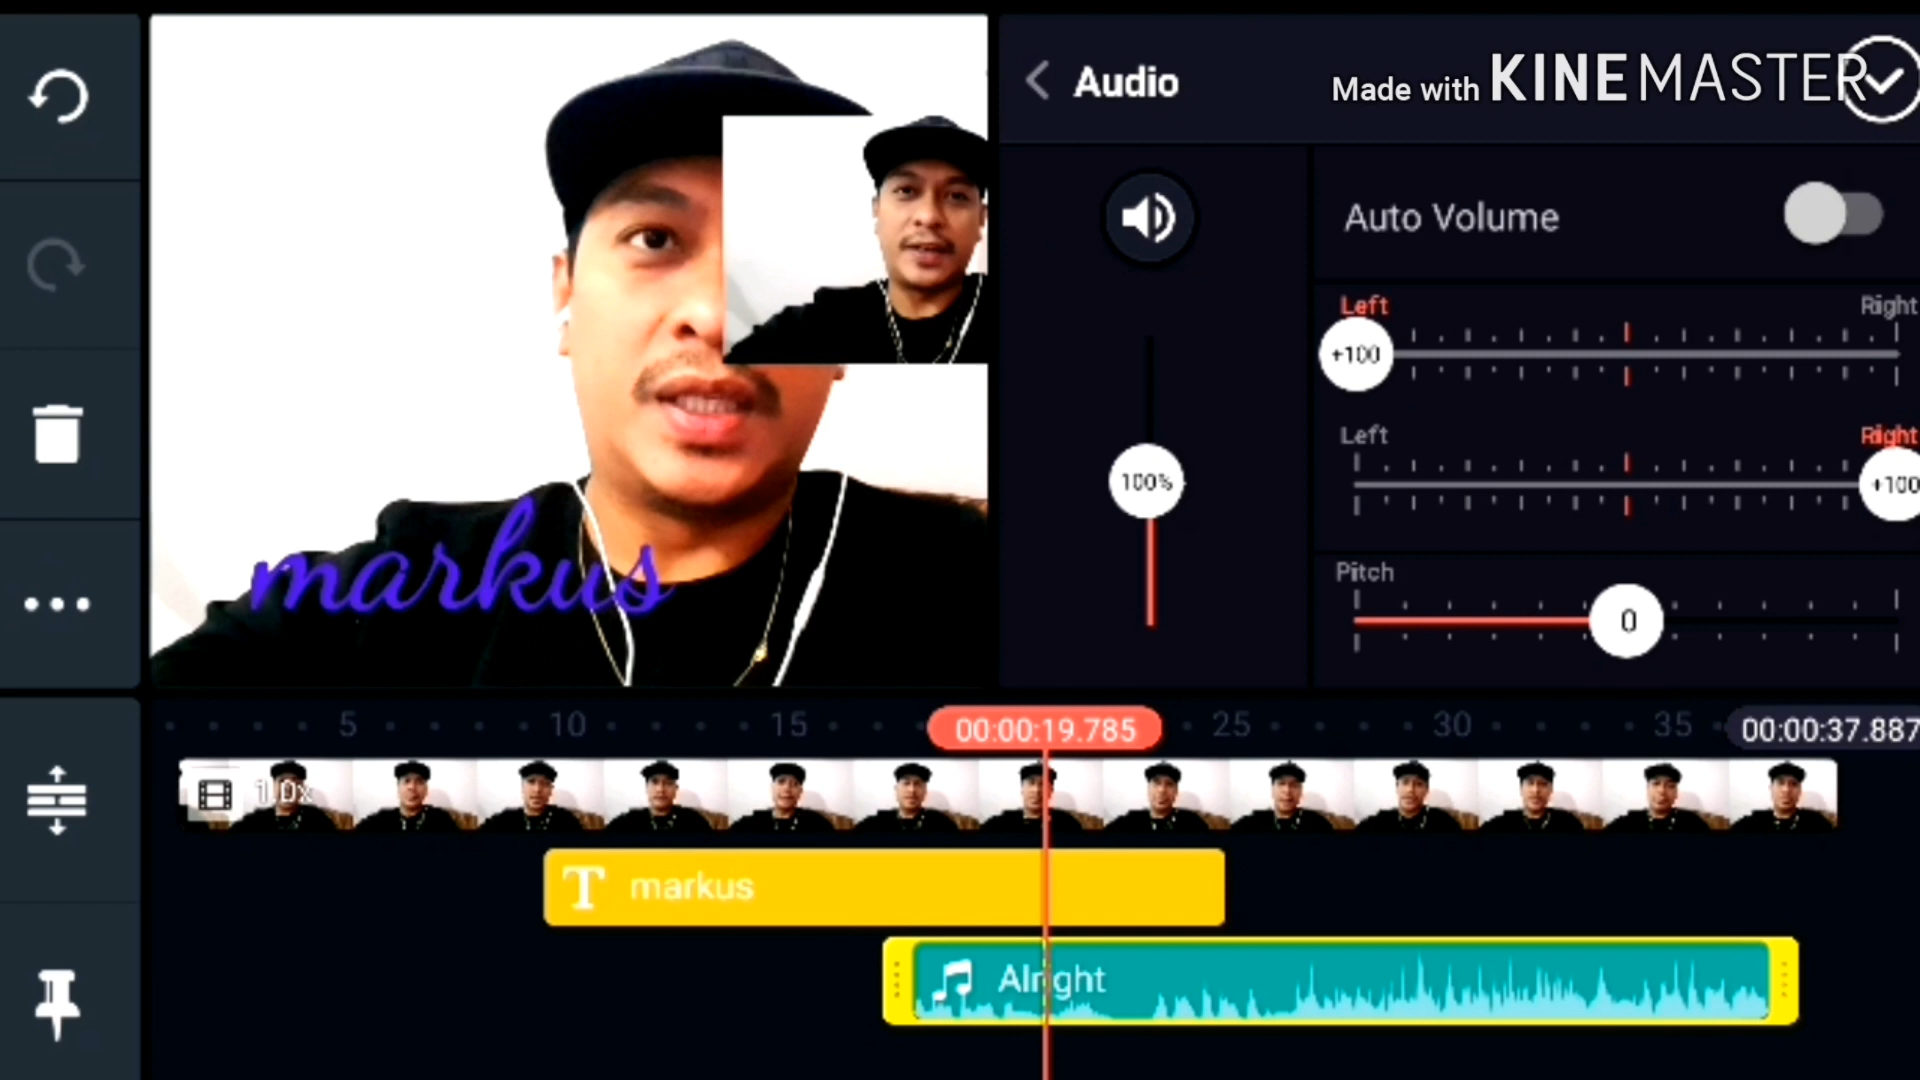 Audio
Made with KINEMASTER
Auto Volume
Left Right
+100
Left Right
100%
+100
Pitch
0
markus
5 10 15 00:00:19.785 25 30 35 00:00:37.887
1.0x
markus
Alright